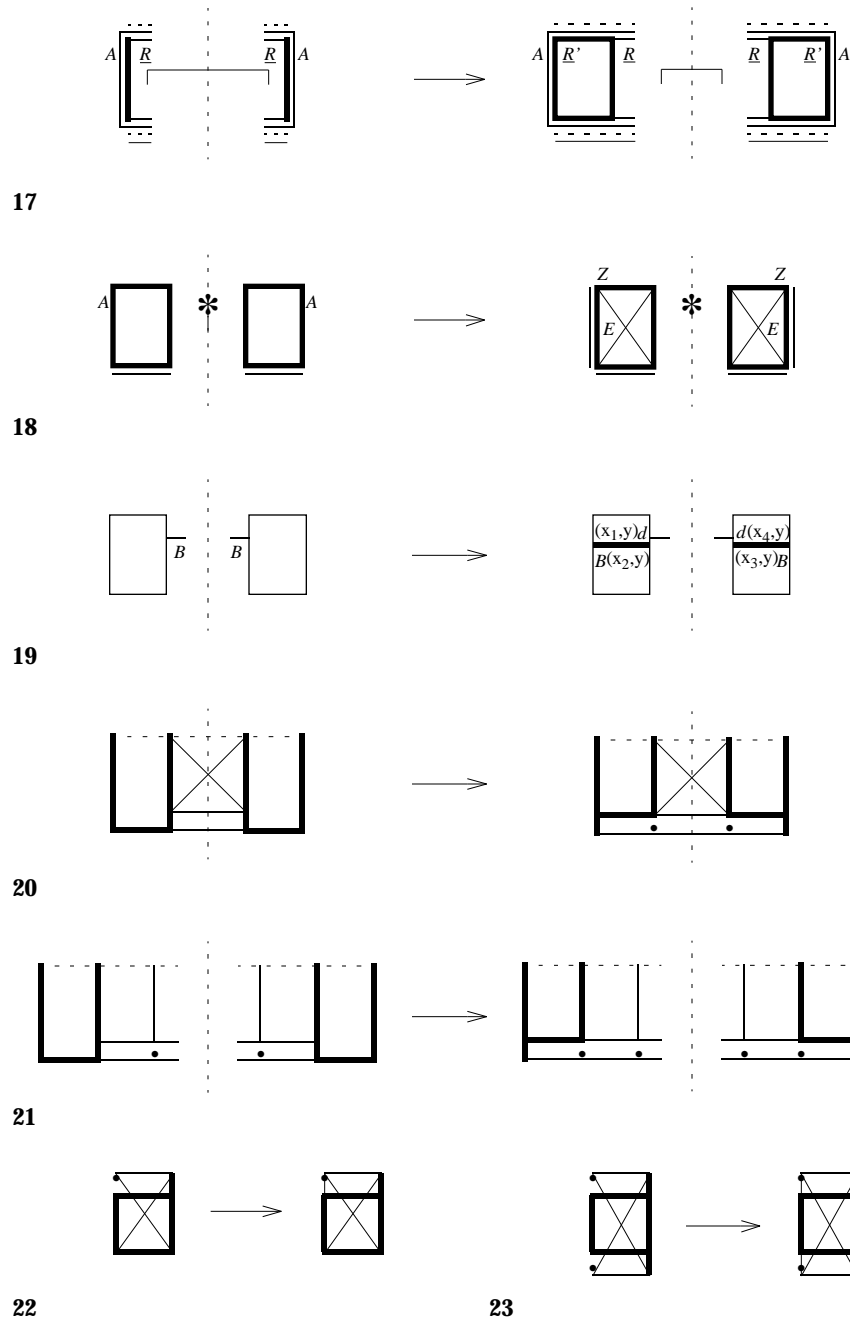 A R R A A R' R R R' A
17
A * A Z * Z
E E
18
B B (x1,y)d d(x4,y)
B(x2,y) (x3,y)B
19
20
21
22 23